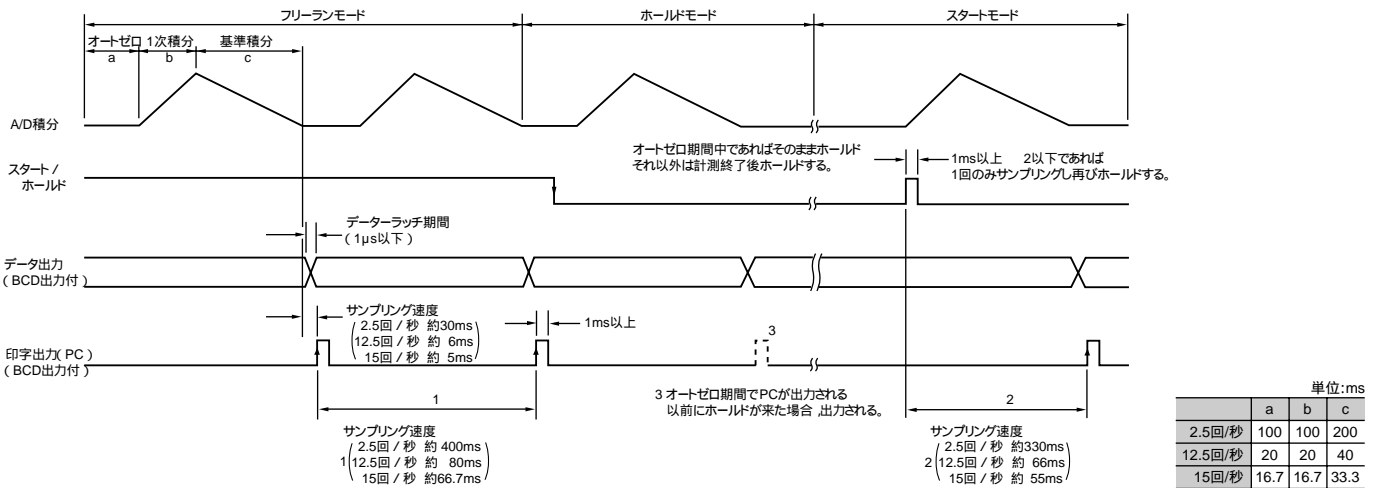 フリーランモード
ホールドモード
スタートモード
オートゼロ 1次積分 基準積分
a b c
A/D積分
オートゼロ期間中であればそのままホールド
それ以外は計測終了後ホールドする。
1ms以上 2以下であれば
1回のみサンプリングし再びホールドする。
スタート /
ホールド
データーラッチ期間
( 1μs以下 )
データ出力
( BCD出力付 )
サンプリング速度
2.5回 / 秒 約30ms
12.5回 / 秒 約 6ms
15回 / 秒 約 5ms
1ms以上
3
印字出力( PC )
( BCD出力付 )
1
3 オートゼロ期間でPCが出力される
以前にホールドが来た場合 ,出力される。
2
サンプリング速度
2.5回 / 秒 約 400ms
1 12.5回 / 秒 約 80ms
15回 / 秒 約66.7ms
サンプリング速度
2.5回 / 秒 約330ms
2 12.5回 / 秒 約 66ms
15回 / 秒 約 55ms
単位:ms
a b c
2.5回/秒 100 100 200
12.5回/秒 20 20 40
15回/秒 16.7 16.7 33.3